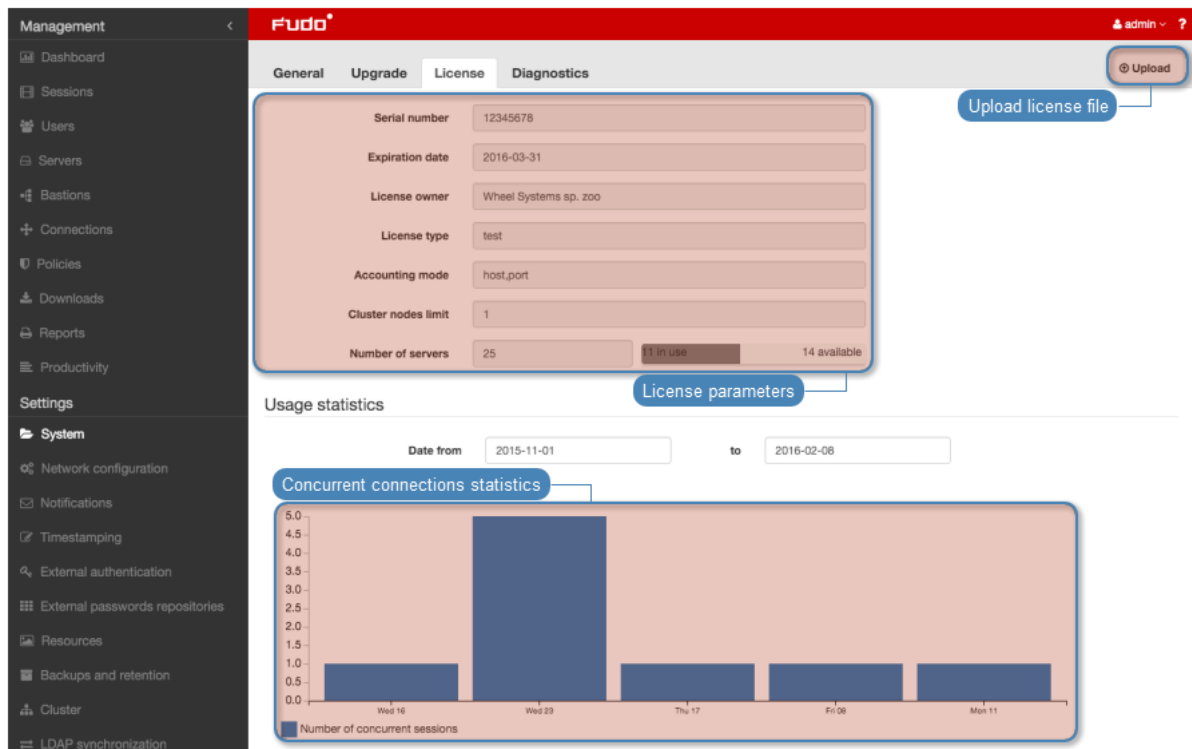 Management
Dashboard
Sessions
Users
Servers
Bastions
Connections
Policies
Downloads
Reports
Productivity
Settings
System
Network configuration
Notifications
Timestamping
External authentication
External passwords repositories
Resources
Backups and retention
Cluster
LDAP synchronization
FUDO
admin ?
General Upgrade License Diagnostics
Upload
Upload license file
Serial number 12345678
Expiration date 2016-03-31
License owner Wheel Systems sp. zoo
License type test
Accounting mode host,port
Cluster nodes limit 1
Number of servers 25 11 in use 14 available
License parameters
Usage statistics
Date from 2015-11-01 to 2016-02-08
Concurrent connections statistics
5.0
4.5
4.0
3.5
3.0
2.5
2.0
1.5
1.0
0.5
0.0
Wed 16 Wed 23 Thu 17 Fri 08 Mon 11
Number of concurrent sessions